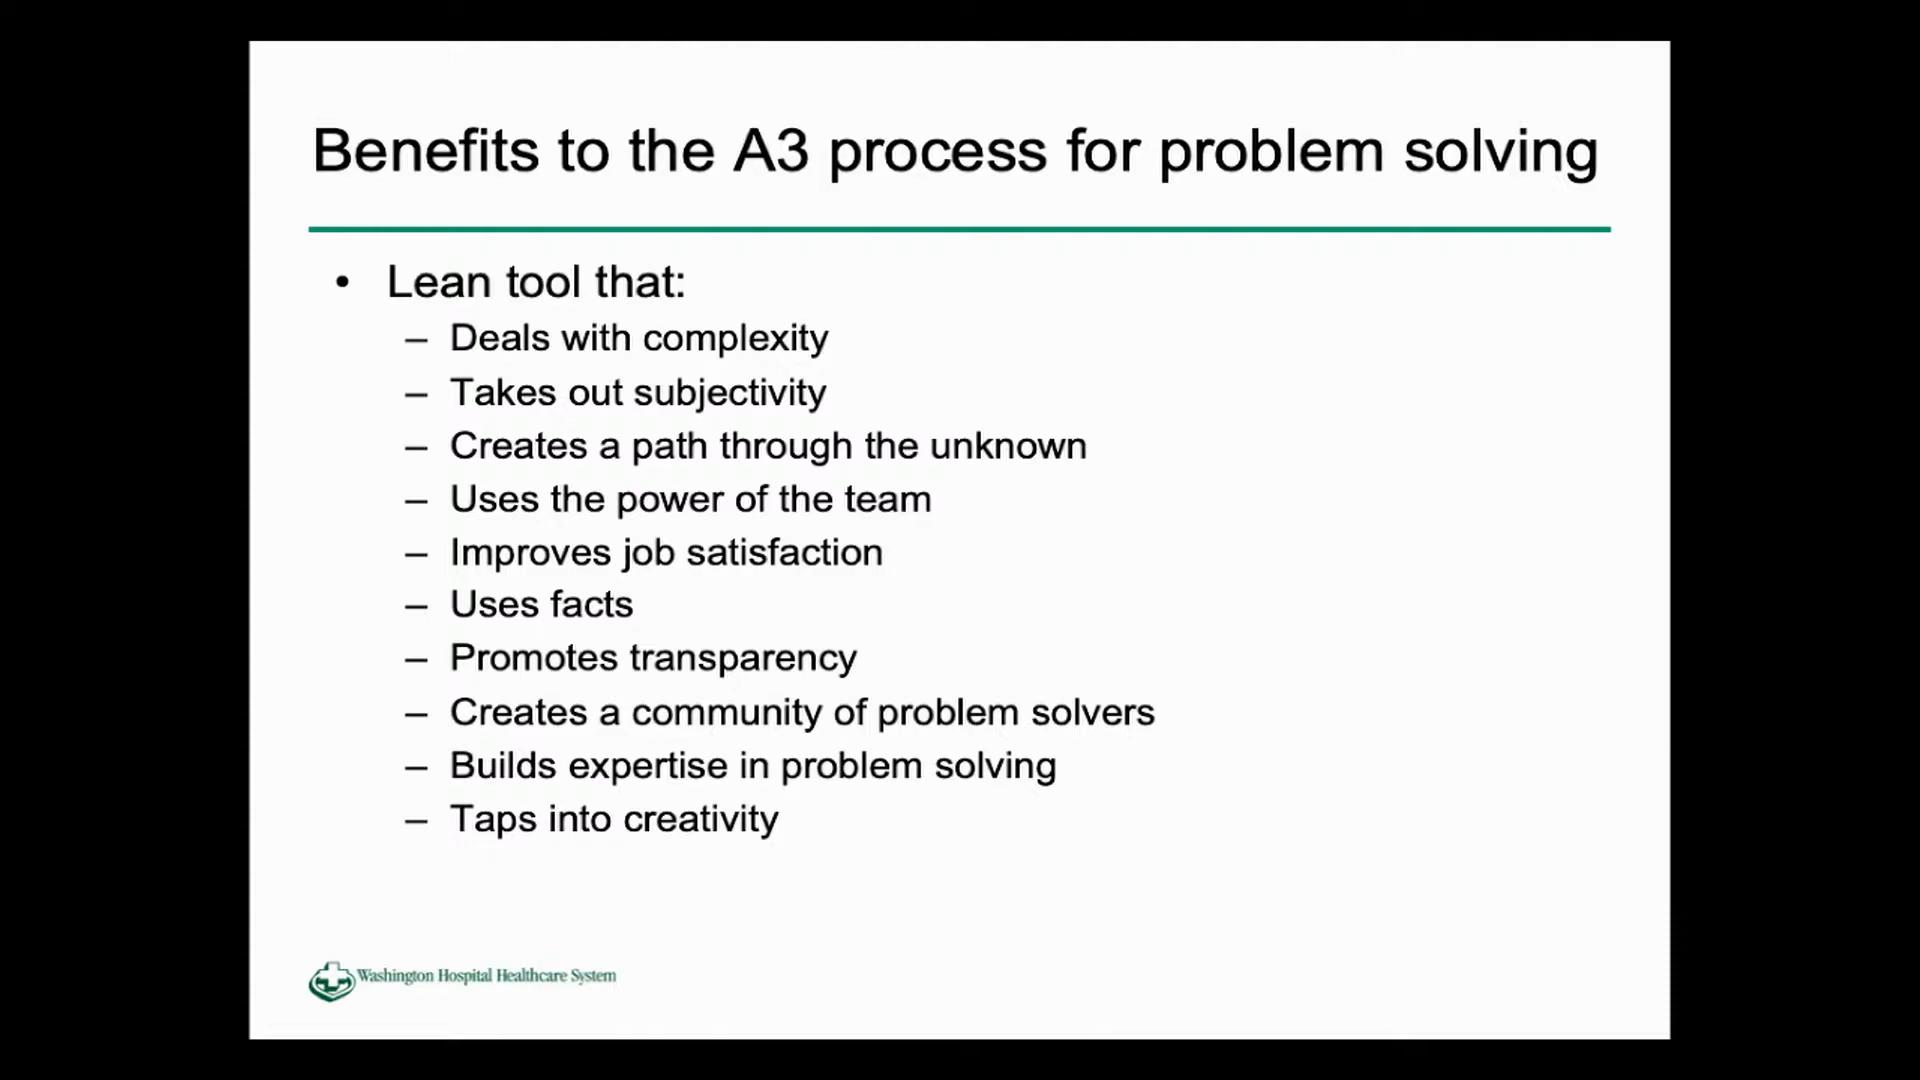 Benefits to the A3 process for problem solving
• Lean tool that:
– Deals with complexity
– Takes out subjectivity
– Creates a path through the unknown
– Uses the power of the team
– Improves job satisfaction
– Uses facts
– Promotes transparency
– Creates a community of problem solvers
– Builds expertise in problem solving
– Taps into creativity
Washington Hospital Healthcare System